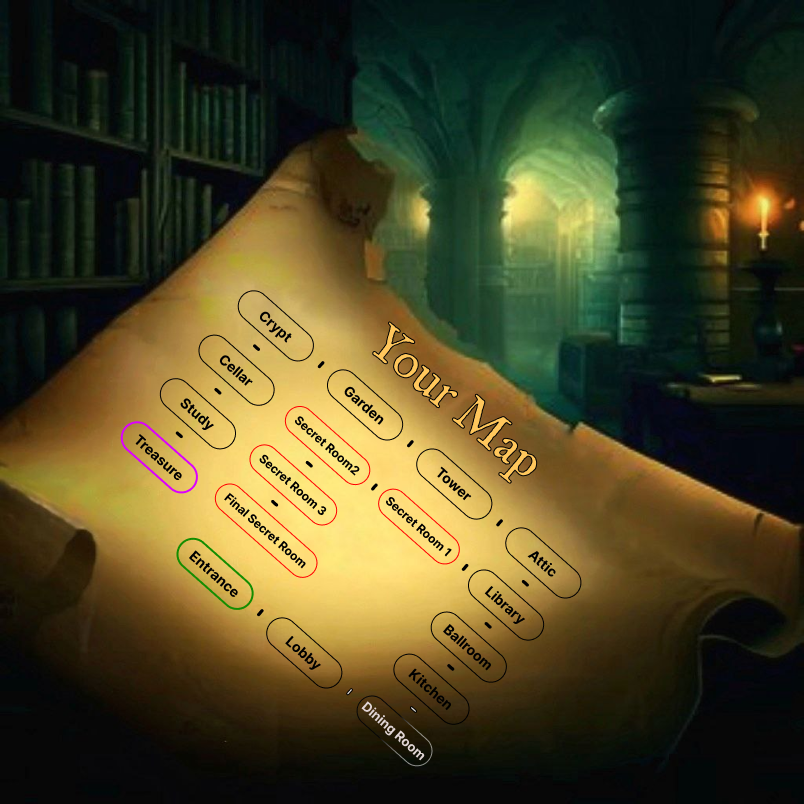 Your Map
Crypt
Garden
Tower
Attic
Cellar
Secret Room2
Secret Room 1
Library
Study
Secret Room 3
Ballroom
Treasure
Final Secret Room
Kitchen
Entrance
Lobby
Dining Room